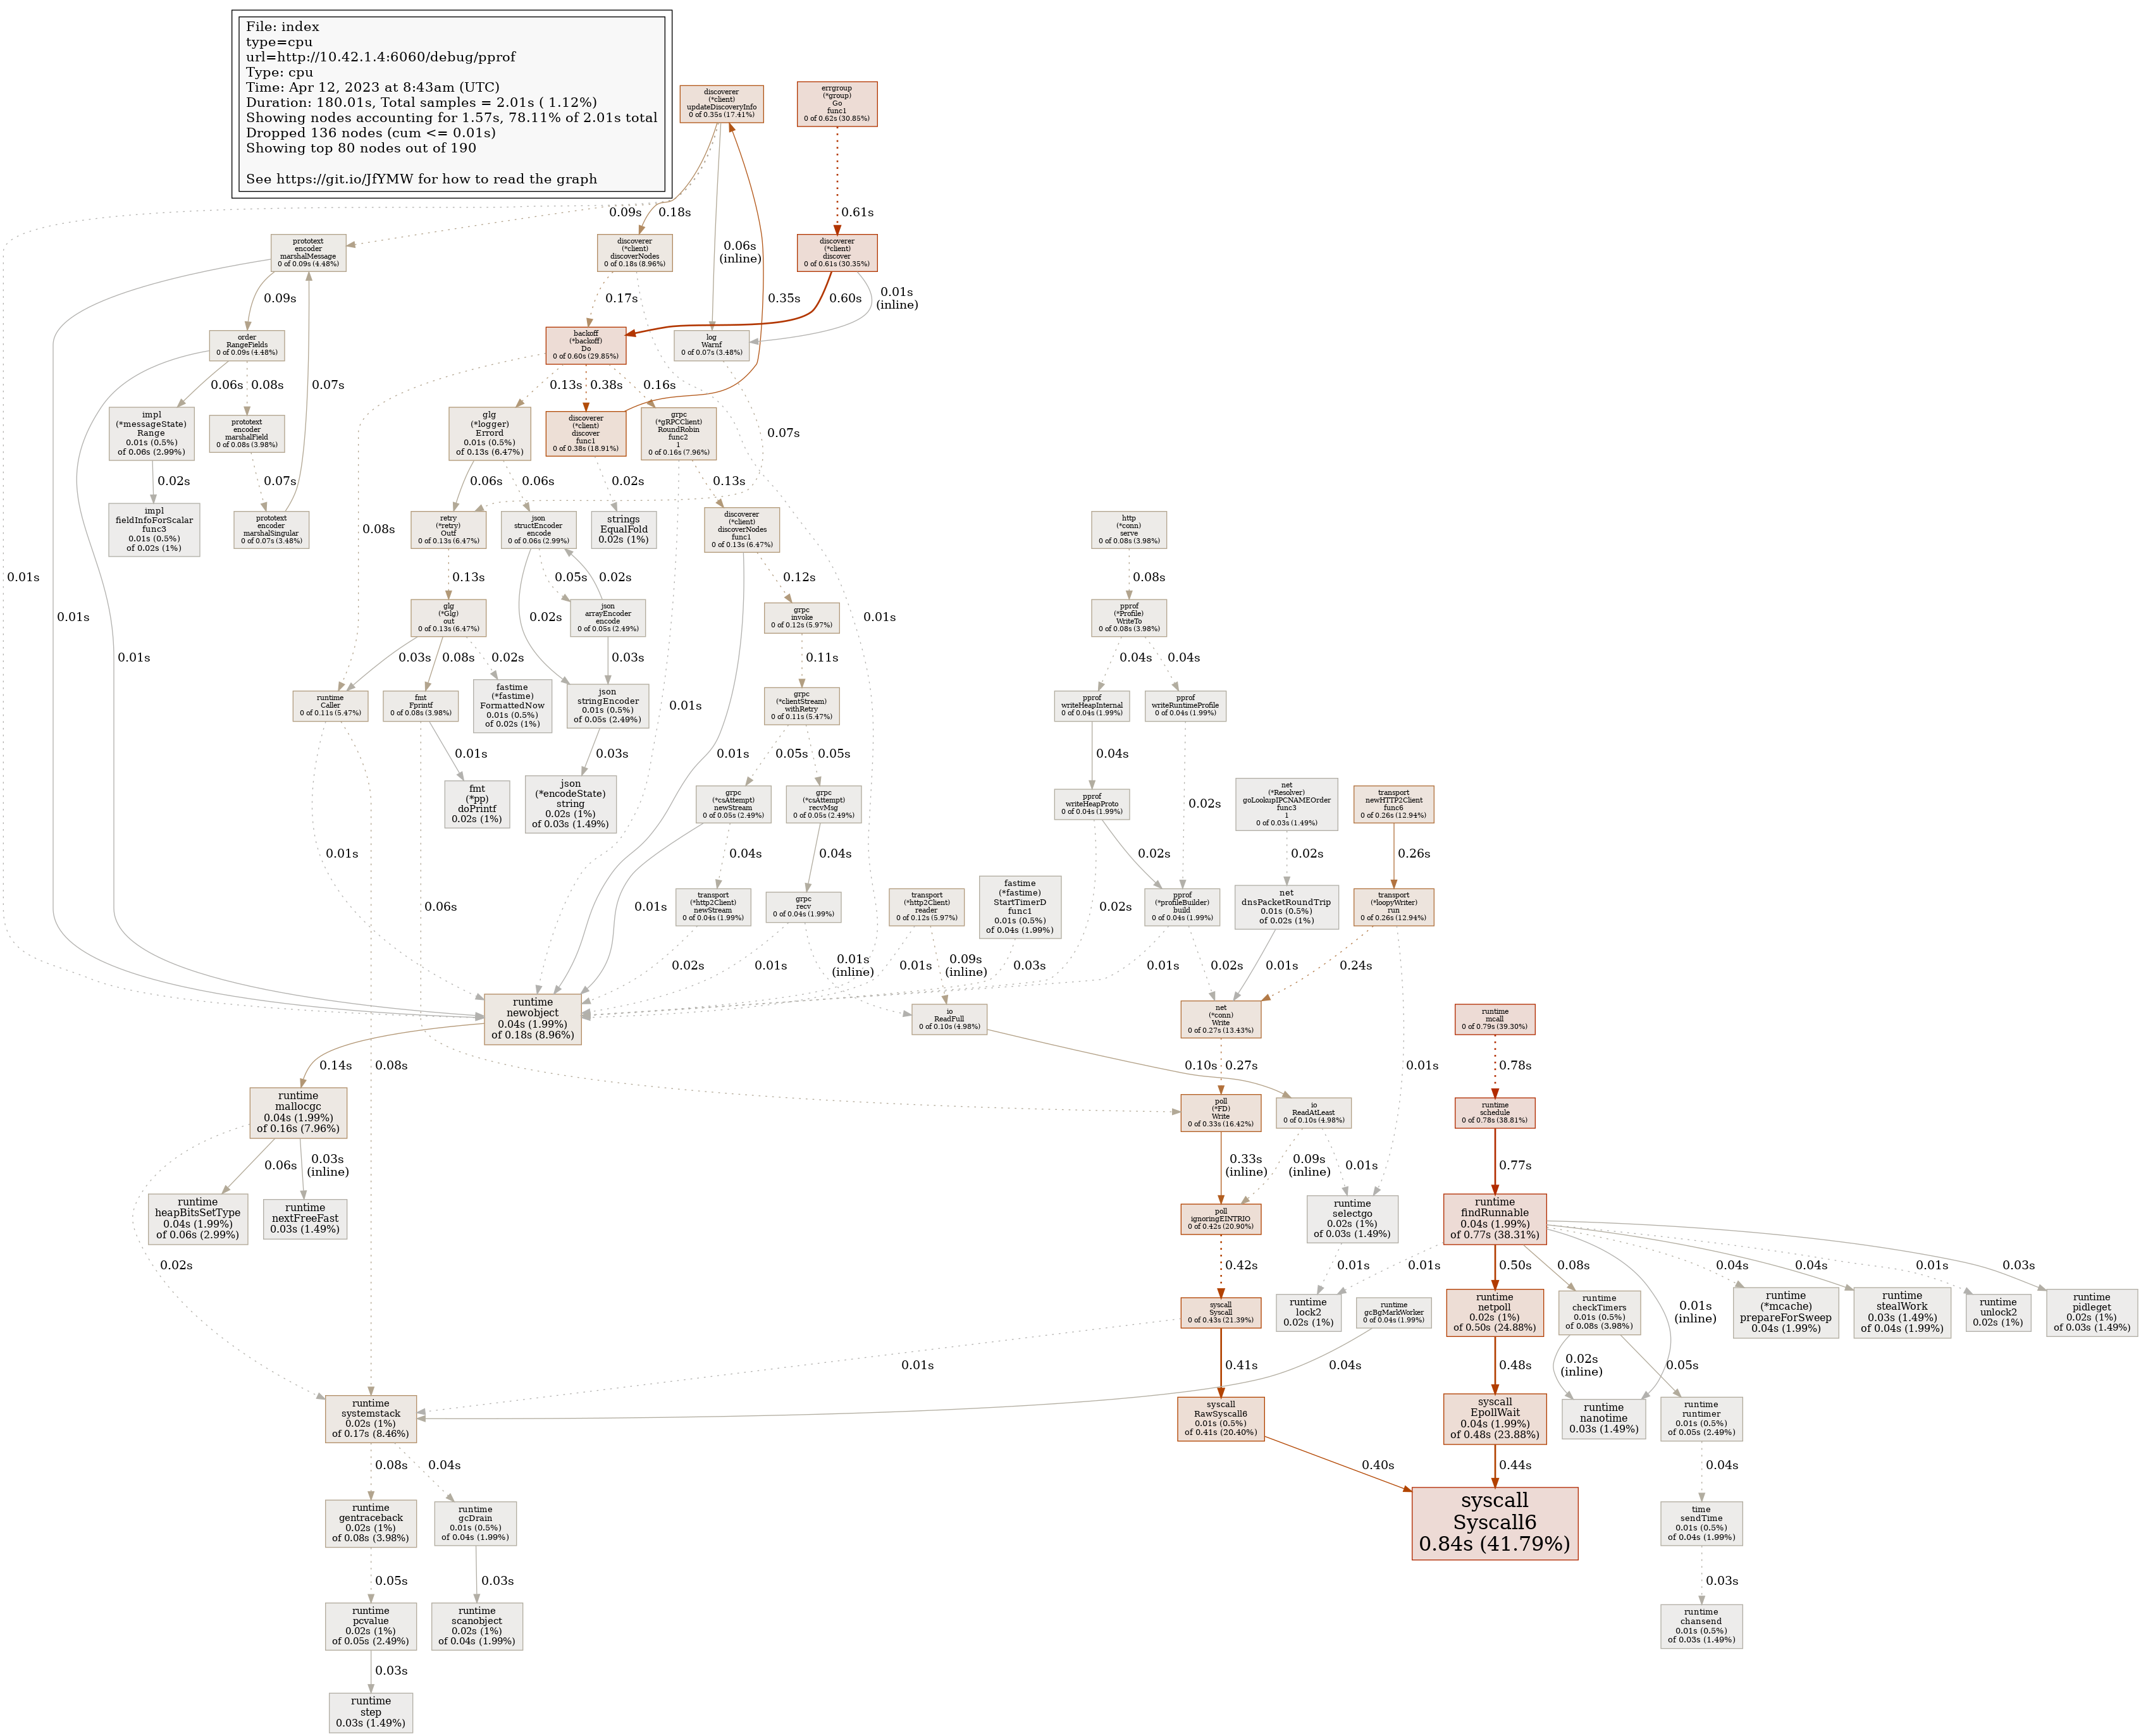 File: index
type=cpu
url=http://10.42.1.4:6060/debug/pprof
Type: cpu
Time: Apr 12, 2023 at 8:43am (UTC)
Duration: 180.01s, Total samples = 2.01s ( 1.12%)
Showing nodes accounting for 1.57s, 78.11% of 2.01s total
Dropped 136 nodes (cum <= 0.01s)
Showing top 80 nodes out of 190
See https://git.io/JfYMW for how to read the graph
discoverer
(*client)
updateDiscoveryInfo
0 of 0.35s (17.41%)
errgroup
(*group)
Go
func1
0 of 0.62s (30.85%)
0.09s
0.18s
0.06s
(inline)
0.61s
prototext
encoder
marshalMessage
0 of 0.09s (4.48%)
discoverer
(*client)
discoverNodes
0 of 0.18s (8.96%)
discoverer
(*client)
discover
0 of 0.61s (30.35%)
0.09s
0.17s
0.35s
0.60s
0.01s
(inline)
order
RangeFields
0 of 0.09s (4.48%)
backoff
(*backoff)
Do
0 of 0.60s (29.85%)
log
Warnf
0 of 0.07s (3.48%)
0.06s
0.08s
0.07s
0.13s
0.38s
0.16s
impl
(*messageState)
Range
0.01s (0.5%)
of 0.06s (2.99%)
prototext
encoder
marshalField
0 of 0.08s (3.98%)
glg
(*logger)
Errord
0.01s (0.5%)
of 0.13s (6.47%)
discoverer
(*client)
discover
func1
0 of 0.38s (18.91%)
grpc
(*gRPCClient)
RoundRobin
func2
1
0 of 0.16s (7.96%)
0.07s
0.02s
0.07s
0.06s
0.06s
0.02s
0.13s
impl
fieldInfoForScalar
func3
0.01s (0.5%)
of 0.02s (1%)
prototext
encoder
marshalSingular
0 of 0.07s (3.48%)
0.08s
retry
(*retry)
Outf
0 of 0.13s (6.47%)
json
structEncoder
encode
0 of 0.06s (2.99%)
strings
EqualFold
0.02s (1%)
discoverer
(*client)
discoverNodes
func1
0 of 0.13s (6.47%)
http
(*conn)
serve
0 of 0.08s (3.98%)
0.01s
0.13s
0.05s
0.02s
0.12s
0.08s
0.01s
0.01s
glg
(*Glg)
out
0 of 0.13s (6.47%)
0.02s
json
arrayEncoder
encode
0 of 0.05s (2.49%)
grpc
invoke
0 of 0.12s (5.97%)
0.01s
pprof
(*Profile)
WriteTo
0 of 0.08s (3.98%)
0.03s
0.08s
0.02s
0.03s
0.11s
0.04s
0.04s
runtime
Caller
0 of 0.11s (5.47%)
fmt
Fprintf
0 of 0.08s (3.98%)
fastime
(*fastime)
FormattedNow
0.01s (0.5%)
of 0.02s (1%)
json
stringEncoder
0.01s (0.5%)
of 0.05s (2.49%)
0.01s
grpc
(*clientStream)
withRetry
0 of 0.11s (5.47%)
pprof
writeHeapInternal
0 of 0.04s (1.99%)
pprof
writeRuntimeProfile
0 of 0.04s (1.99%)
0.01s
0.03s
0.01s
0.05s
0.05s
0.04s
fmt
(*pp)
doPrintf
0.02s (1%)
json
(*encodeState)
string
0.02s (1%)
of 0.03s (1.49%)
grpc
(*csAttempt)
newStream
0 of 0.05s (2.49%)
grpc
(*csAttempt)
recvMsg
0 of 0.05s (2.49%)
pprof
writeHeapProto
0 of 0.04s (1.99%)
0.02s
net
(*Resolver)
goLookupIPCNAMEOrder
func3
1
0 of 0.03s (1.49%)
transport
newHTTP2Client
func6
0 of 0.26s (12.94%)
0.01s
0.04s
0.04s
0.02s
0.02s
0.26s
0.06s
0.01s
transport
(*http2Client)
newStream
0 of 0.04s (1.99%)
grpc
recv
0 of 0.04s (1.99%)
transport
(*http2Client)
reader
0 of 0.12s (5.97%)
fastime
(*fastime)
StartTimerD
func1
0.01s (0.5%)
of 0.04s (1.99%)
0.02s
pprof
(*profileBuilder)
build
0 of 0.04s (1.99%)
net
dnsPacketRoundTrip
0.01s (0.5%)
of 0.02s (1%)
transport
(*loopyWriter)
run
0 of 0.26s (12.94%)
0.02s
0.01s
0.01s
(inline)
0.01s
0.09s
(inline)
0.03s
0.01s
0.02s
0.01s
0.24s
runtime
newobject
0.04s (1.99%)
of 0.18s (8.96%)
io
ReadFull
0 of 0.10s (4.98%)
net
(*conn)
Write
0 of 0.27s (13.43%)
runtime
mcall
0 of 0.79s (39.30%)
0.14s
0.08s
0.10s
0.27s
0.01s
0.78s
runtime
mallocgc
0.04s (1.99%)
of 0.16s (7.96%)
poll
(*FD)
Write
0 of 0.33s (16.42%)
io
ReadAtLeast
0 of 0.10s (4.98%)
runtime
schedule
0 of 0.78s (38.81%)
0.06s
0.03s
(inline)
0.33s
(inline)
0.09s
(inline)
0.01s
0.77s
runtime
heapBitsSetType
0.04s (1.99%)
of 0.06s (2.99%)
runtime
nextFreeFast
0.03s (1.49%)
poll
ignoringEINTRIO
0 of 0.42s (20.90%)
runtime
selectgo
0.02s (1%)
of 0.03s (1.49%)
runtime
findRunnable
0.04s (1.99%)
of 0.77s (38.31%)
0.02s
0.42s
0.01s
0.01s
0.50s
0.08s
0.04s
0.04s
0.01s
0.03s
syscall
Syscall
0 of 0.43s (21.39%)
runtime
lock2
0.02s (1%)
runtime
gcBgMarkWorker
0 of 0.04s (1.99%)
runtime
netpoll
0.02s (1%)
of 0.50s (24.88%)
runtime
checkTimers
0.01s (0.5%)
of 0.08s (3.98%)
0.01s
(inline)
runtime
(*mcache)
prepareForSweep
0.04s (1.99%)
runtime
stealWork
0.03s (1.49%)
of 0.04s (1.99%)
runtime
unlock2
0.02s (1%)
runtime
pidleget
0.02s (1%)
of 0.03s (1.49%)
0.01s
0.41s
0.04s
0.48s
0.02s
(inline)
0.05s
runtime
systemstack
0.02s (1%)
of 0.17s (8.46%)
syscall
RawSyscall6
0.01s (0.5%)
of 0.41s (20.40%)
syscall
EpollWait
0.04s (1.99%)
of 0.48s (23.88%)
runtime
nanotime
0.03s (1.49%)
runtime
runtimer
0.01s (0.5%)
of 0.05s (2.49%)
0.08s
0.04s
0.40s
0.44s
0.04s
runtime
gentraceback
0.02s (1%)
of 0.08s (3.98%)
runtime
gcDrain
0.01s (0.5%)
of 0.04s (1.99%)
syscall
Syscall6
0.84s (41.79%)
time
sendTime
0.01s (0.5%)
of 0.04s (1.99%)
0.05s
0.03s
0.03s
runtime
pcvalue
0.02s (1%)
of 0.05s (2.49%)
runtime
scanobject
0.02s (1%)
of 0.04s (1.99%)
runtime
chansend
0.01s (0.5%)
of 0.03s (1.49%)
0.03s
runtime
step
0.03s (1.49%)